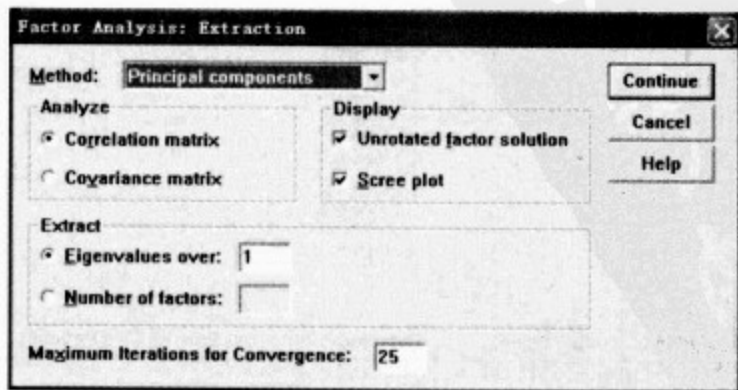 Factor Analysis: Extraction
Method: Principal components
Continue
Analyze
Display
Cancel
Correlation matrix
Unrotated factor solution
Help
Covariance matrix
Scree plot
Extract
Eigenvalues over: 1
Number of factors:
Maximum Iterations for Convergence: 25